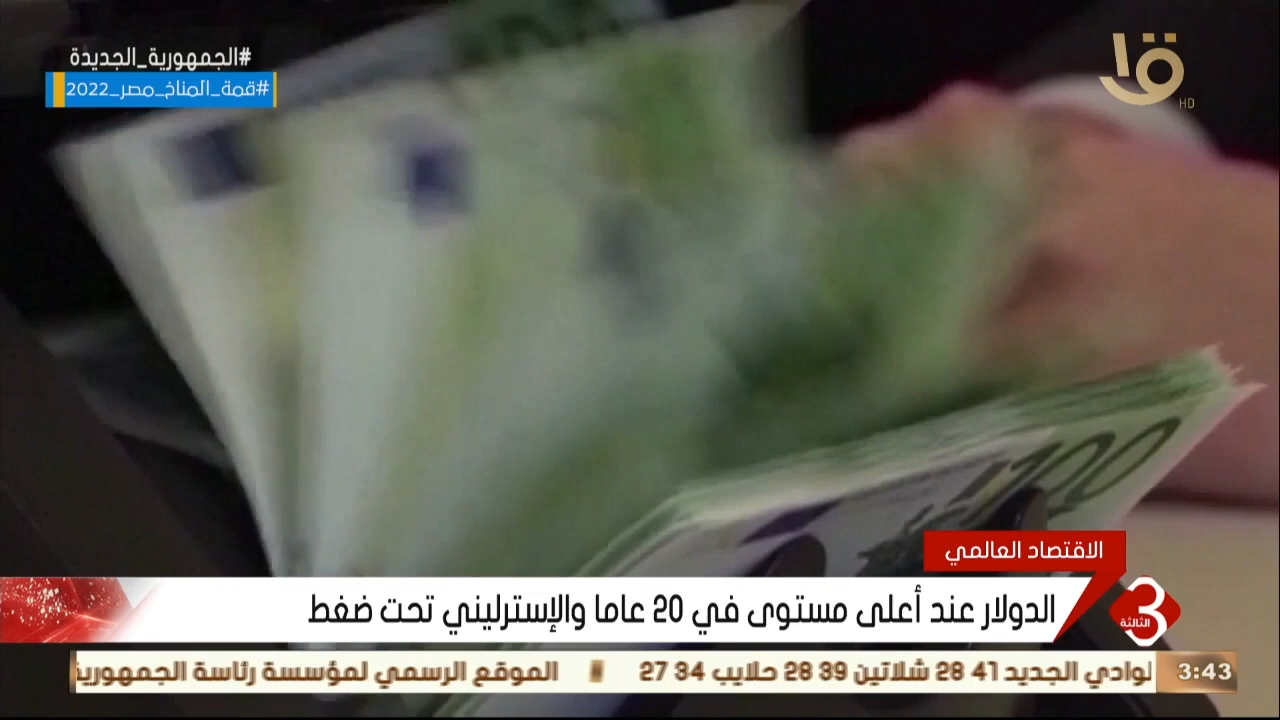 #الجمهورية_الجديدة
#قمة_المناخ_مصر_2022
HD
100
الاقتصاد العالمي
الدولار عند أعلى مستوى في 20 عاما والإسترليني تحت ضغط
3 الثالثة
لوادي الجديد 41 28 شلاتين 39 28 حلايب 34 27 الموقع الرسمي لمؤسسة رئاسة الجمهورية
3:43